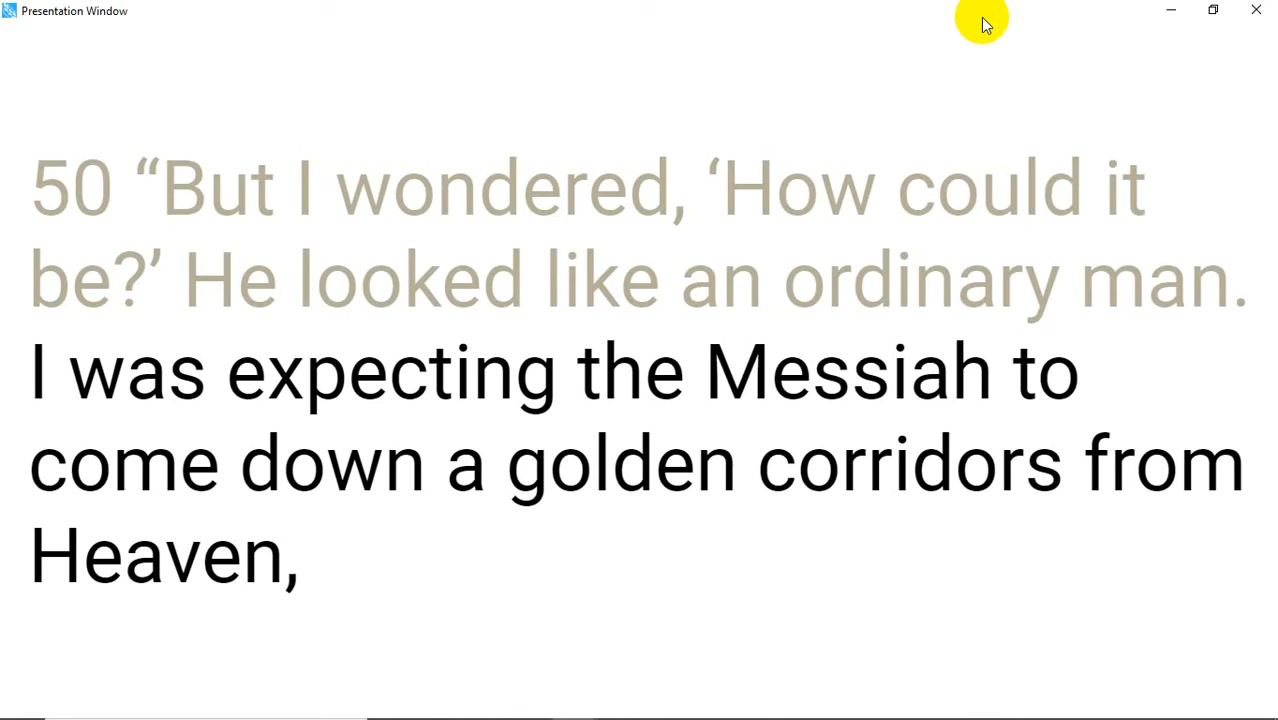 Presentation Window
50 “But I wondered, ‘How could it
be?’ He looked like an ordinary man.
I was expecting the Messiah to
come down a golden corridors from
Heaven,